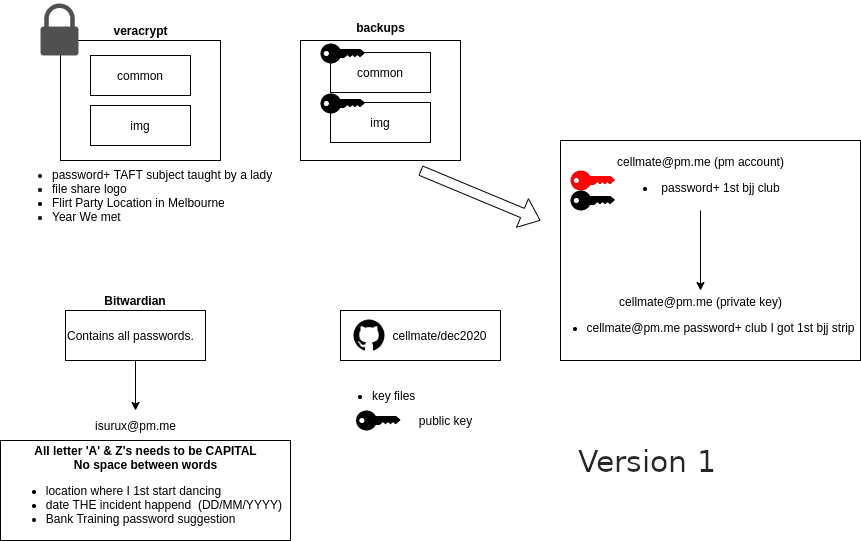 veracrypt
common
img
password+ TAFT subject taught by a lady
file share logo
Flirt Party Location in Melbourne
Year We met
backups
common
img
cellmate@pm.me (pm account)
password+ 1st bjj club
cellmate@pm.me (private key)
cellmate@pm.me password+ club I got 1st bjj strip
Bitwardian
Contains all passwords.
isurux@pm.me
All letter 'A' & Z's needs to be CAPITAL
No space between words
location where I 1st start dancing
date THE incident happend (DD/MM/YYYY)
Bank Training password suggestion
cellmate/dec2020
key files
public key
Version 1